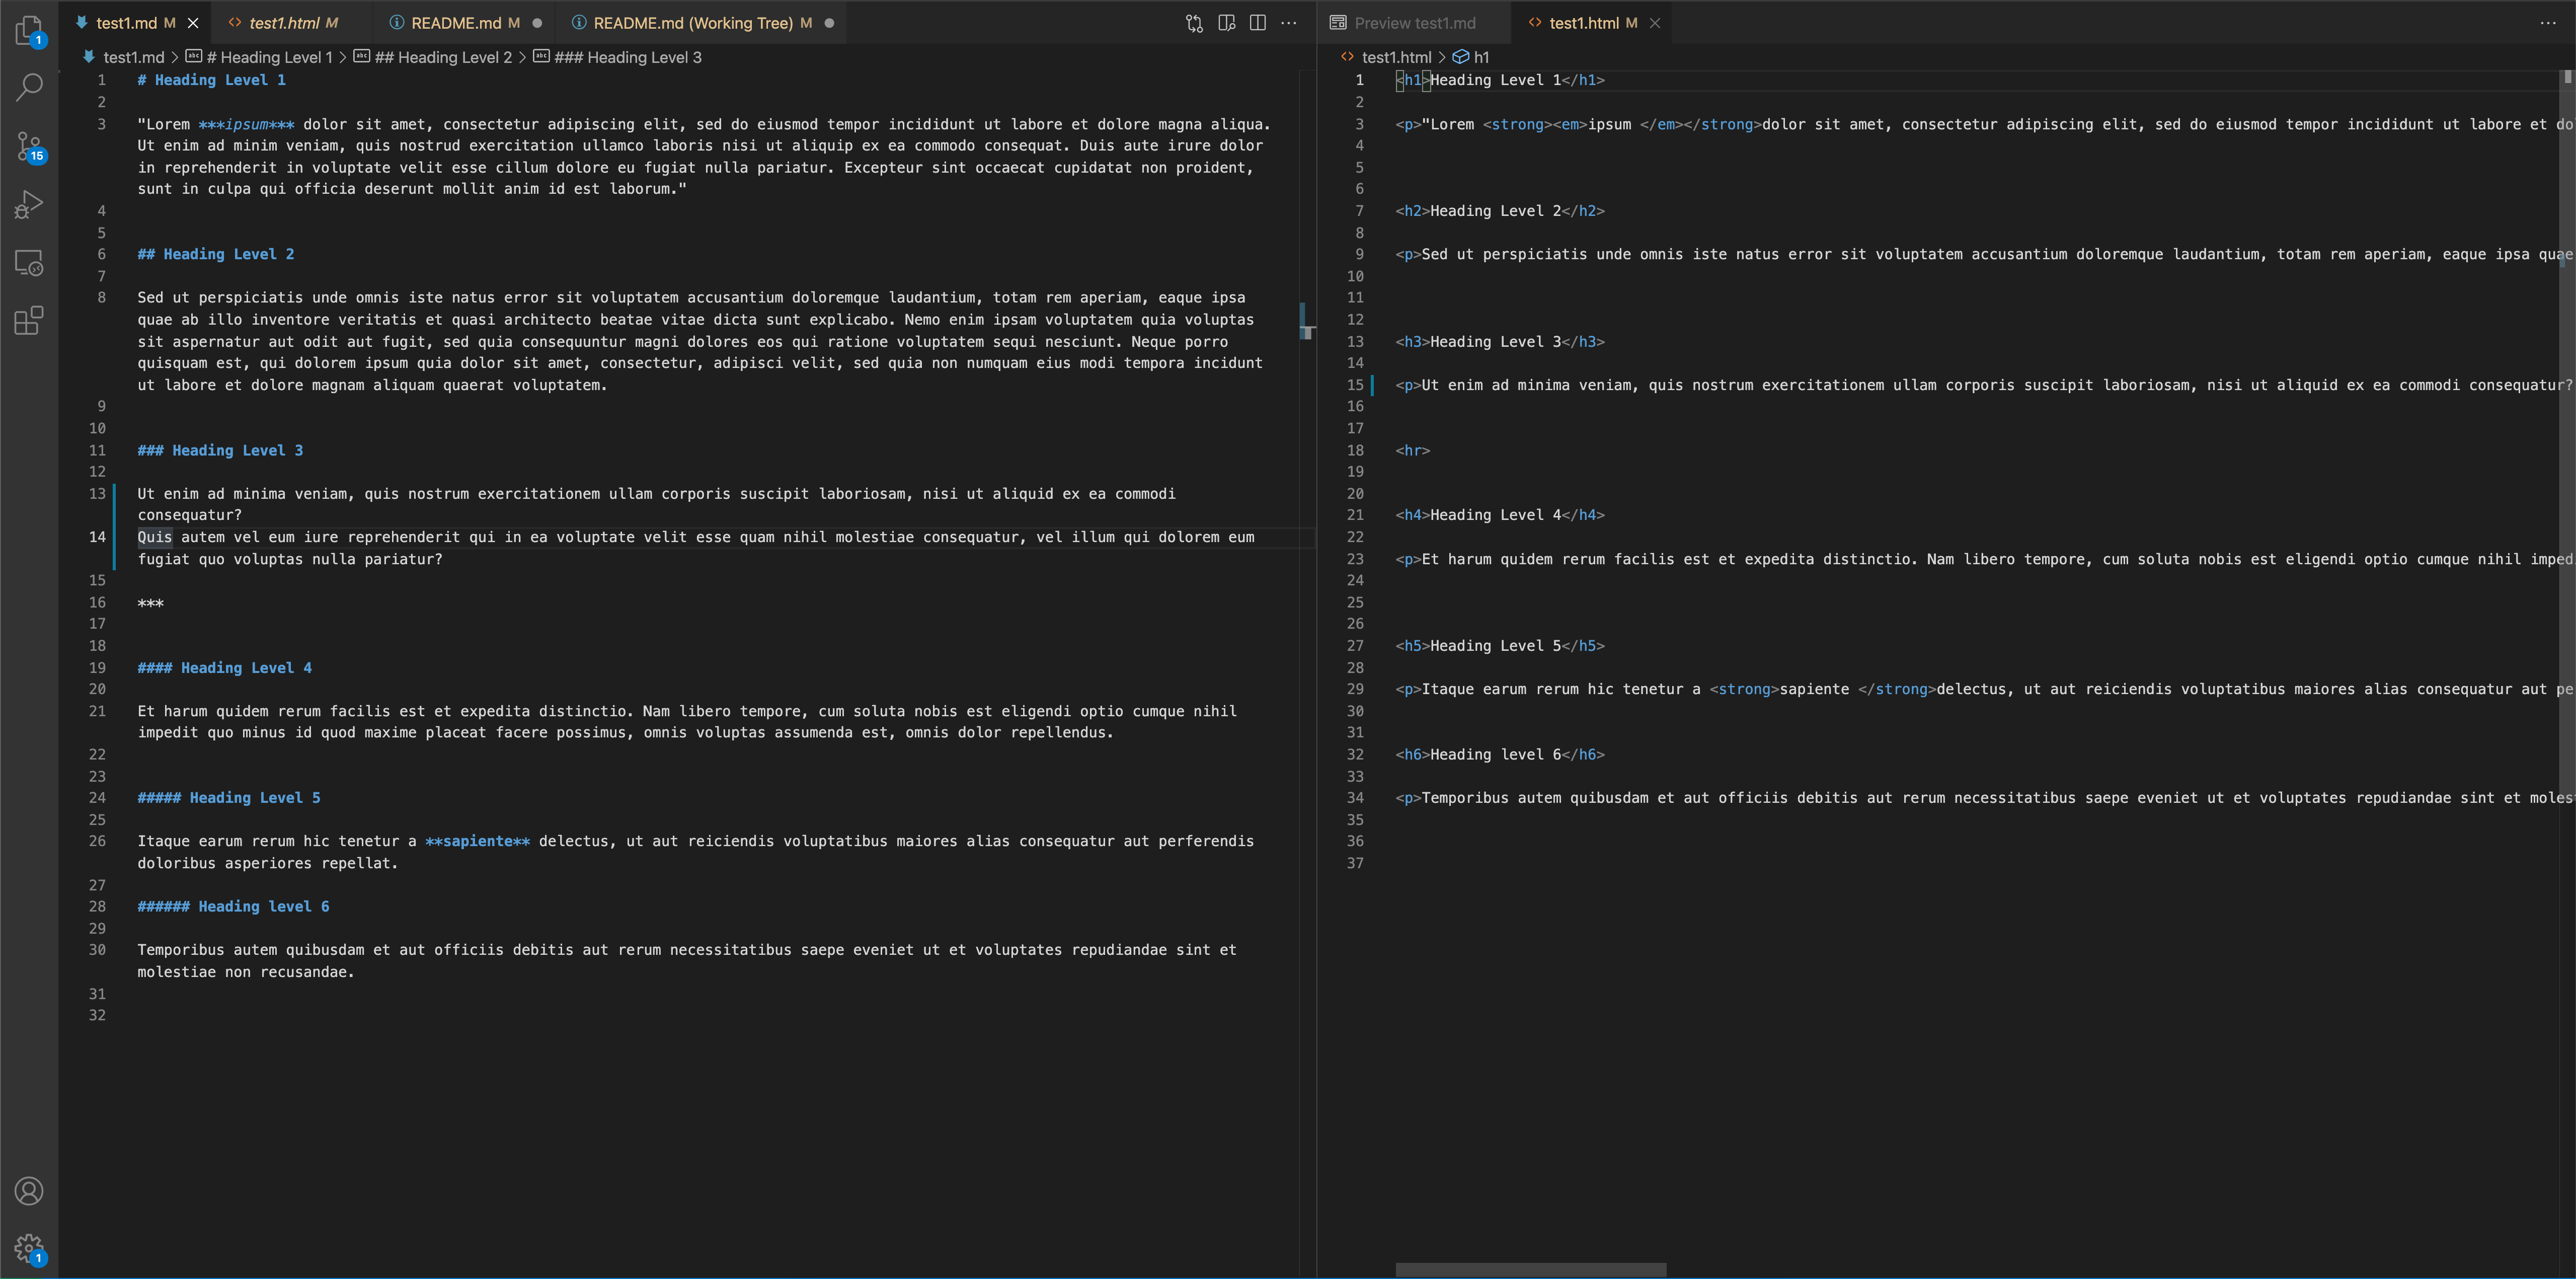 test1.md M
test1.html M
README.md M
README.md (Working Tree) M
Preview test1.md
test1.html M
test1.md > # Heading Level 1 > ## Heading Level 2 > ### Heading Level 3
test1.html > h1
1
15
1
1 # Heading Level 1
2
3 "Lorem ***ipsum*** dolor sit amet, consectetur adipiscing elit, sed do eiusmod tempor incididunt ut labore et dolore magna aliqua.
Ut enim ad minim veniam, quis nostrud exercitation ullamco laboris nisi ut aliquip ex ea commodo consequat. Duis aute irure dolor
in reprehenderit in voluptate velit esse cillum dolore eu fugiat nulla pariatur. Excepteur sint occaecat cupidatat non proident,
sunt in culpa qui officia deserunt mollit anim id est laborum."
4
5
6 ## Heading Level 2
7
8 Sed ut perspiciatis unde omnis iste natus error sit voluptatem accusantium doloremque laudantium, totam rem aperiam, eaque ipsa
quae ab illo inventore veritatis et quasi architecto beatae vitae dicta sunt explicabo. Nemo enim ipsam voluptatem quia voluptas
sit aspernatur aut odit aut fugit, sed quia consequuntur magni dolores eos qui ratione voluptatem sequi nesciunt. Neque porro
quisquam est, qui dolorem ipsum quia dolor sit amet, consectetur, adipisci velit, sed quia non numquam eius modi tempora incidunt
ut labore et dolore magnam aliquam quaerat voluptatem.
9
10
11 ### Heading Level 3
12
13 Ut enim ad minima veniam, quis nostrum exercitationem ullam corporis suscipit laboriosam, nisi ut aliquid ex ea commodi
consequatur?
14 Quis autem vel eum iure reprehenderit qui in ea voluptate velit esse quam nihil molestiae consequatur, vel illum qui dolorem eum
fugiat quo voluptas nulla pariatur?
15
16 ***
17
18
19 #### Heading Level 4
20
21 Et harum quidem rerum facilis est et expedita distinctio. Nam libero tempore, cum soluta nobis est eligendi optio cumque nihil
impedit quo minus id quod maxime placeat facere possimus, omnis voluptas assumenda est, omnis dolor repellendus.
22
23
24 ##### Heading Level 5
25
26 Itaque earum rerum hic tenetur a **sapiente** delectus, ut aut reiciendis voluptatibus maiores alias consequatur aut perferendis
doloribus asperiores repellat.
27
28 ###### Heading level 6
29
30 Temporibus autem quibusdam et aut officiis debitis aut rerum necessitatibus saepe eveniet ut et voluptates repudiandae sint et
molestiae non recusandae.
31
32
1 <h1>Heading Level 1</h1>
2
3 <p>"Lorem <strong><em>ipsum </em></strong>dolor sit amet, consectetur adipiscing elit, sed do eiusmod tempor incididunt ut labore et do
4
5
6
7 <h2>Heading Level 2</h2>
8
9 <p>Sed ut perspiciatis unde omnis iste natus error sit voluptatem accusantium doloremque laudantium, totam rem aperiam, eaque ipsa quae
10
11
12
13 <h3>Heading Level 3</h3>
14
15 <p>Ut enim ad minima veniam, quis nostrum exercitationem ullam corporis suscipit laboriosam, nisi ut aliquid ex ea commodi consequatur?
16
17
18 <hr>
19
20
21 <h4>Heading Level 4</h4>
22
23 <p>Et harum quidem rerum facilis est et expedita distinctio. Nam libero tempore, cum soluta nobis est eligendi optio cumque nihil imped
24
25
26
27 <h5>Heading Level 5</h5>
28
29 <p>Itaque earum rerum hic tenetur a <strong>sapiente </strong>delectus, ut aut reiciendis voluptatibus maiores alias consequatur aut pe
30
31
32 <h6>Heading level 6</h6>
33
34 <p>Temporibus autem quibusdam et aut officiis debitis aut rerum necessitatibus saepe eveniet ut et voluptates repudiandae sint et moles
35
36
37